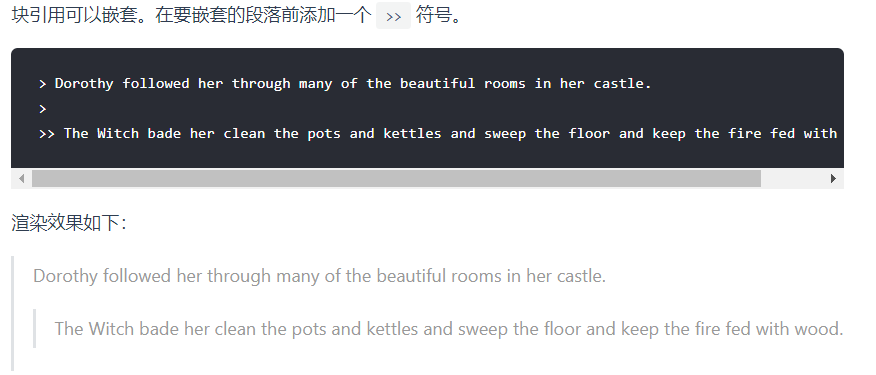 块引用可以嵌套。在要嵌套的段落前添加一个 >> 符号。
> Dorothy followed her through many of the beautiful rooms in her castle.
>
>> The Witch bade her clean the pots and kettles and sweep the floor and keep the fire fed with
渲染效果如下：
Dorothy followed her through many of the beautiful rooms in her castle.
The Witch bade her clean the pots and kettles and sweep the floor and keep the fire fed with wood.